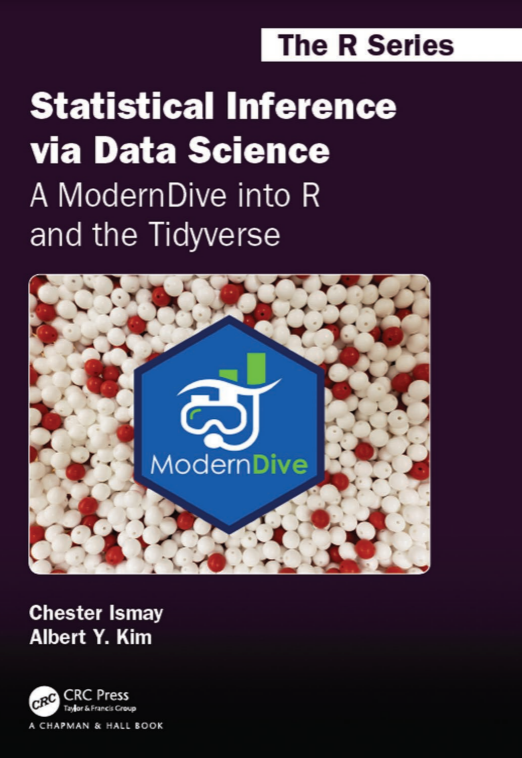 The R Series
Statistical Inference
via Data Science
A ModernDive into R
and the Tidyverse
ModernDive
Chester Ismay
Albert Y. Kim
CRC
CRC Press
Taylor & Francis Group
A CHAPMAN & HALL BOOK